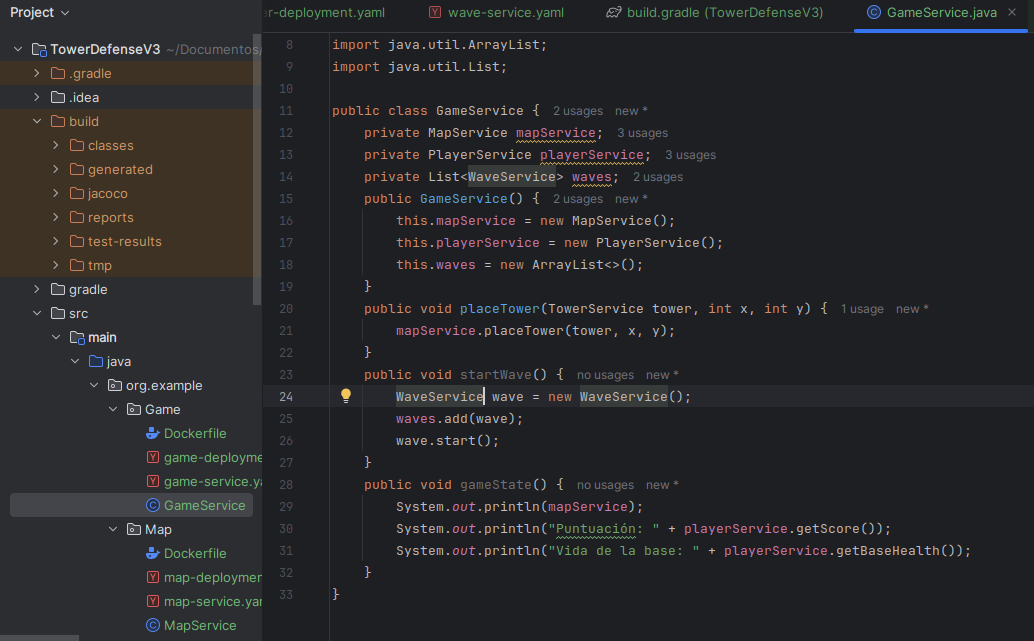 Project
r-deployment.yaml
wave-service.yaml
build.gradle (TowerDefenseV3)
GameService.java
TowerDefenseV3 ~/Documentos/
.gradle
.idea
build
classes
generated
jacoco
reports
test-results
tmp
gradle
src
main
java
org.example
Game
Dockerfile
game-deployme
game-service.ya
GameService
Map
Dockerfile
map-deploymen
map-service.yar
MapService
8 import java.util.ArrayList;
9 import java.util.List;
10
11 public class GameService { 2 usages new *
12 private MapService mapService; 3 usages
13 private PlayerService playerService; 3 usages
14 private List<WaveService> waves; 2 usages
15 public GameService() { 2 usages new *
16 this.mapService = new MapService();
17 this.playerService = new PlayerService();
18 this.waves = new ArrayList<>();
19 }
20 public void placeTower(TowerService tower, int x, int y) { 1 usage new *
21 mapService.placeTower(tower, x, y);
22 }
23 public void startWave() { no usages new *
24 WaveService wave = new WaveService();
25 waves.add(wave);
26 wave.start();
27 }
28 public void gameState() { no usages new *
29 System.out.println(mapService);
30 System.out.println("Puntuación: " + playerService.getScore());
31 System.out.println("Vida de la base: " + playerService.getBaseHealth());
32 }
33 }